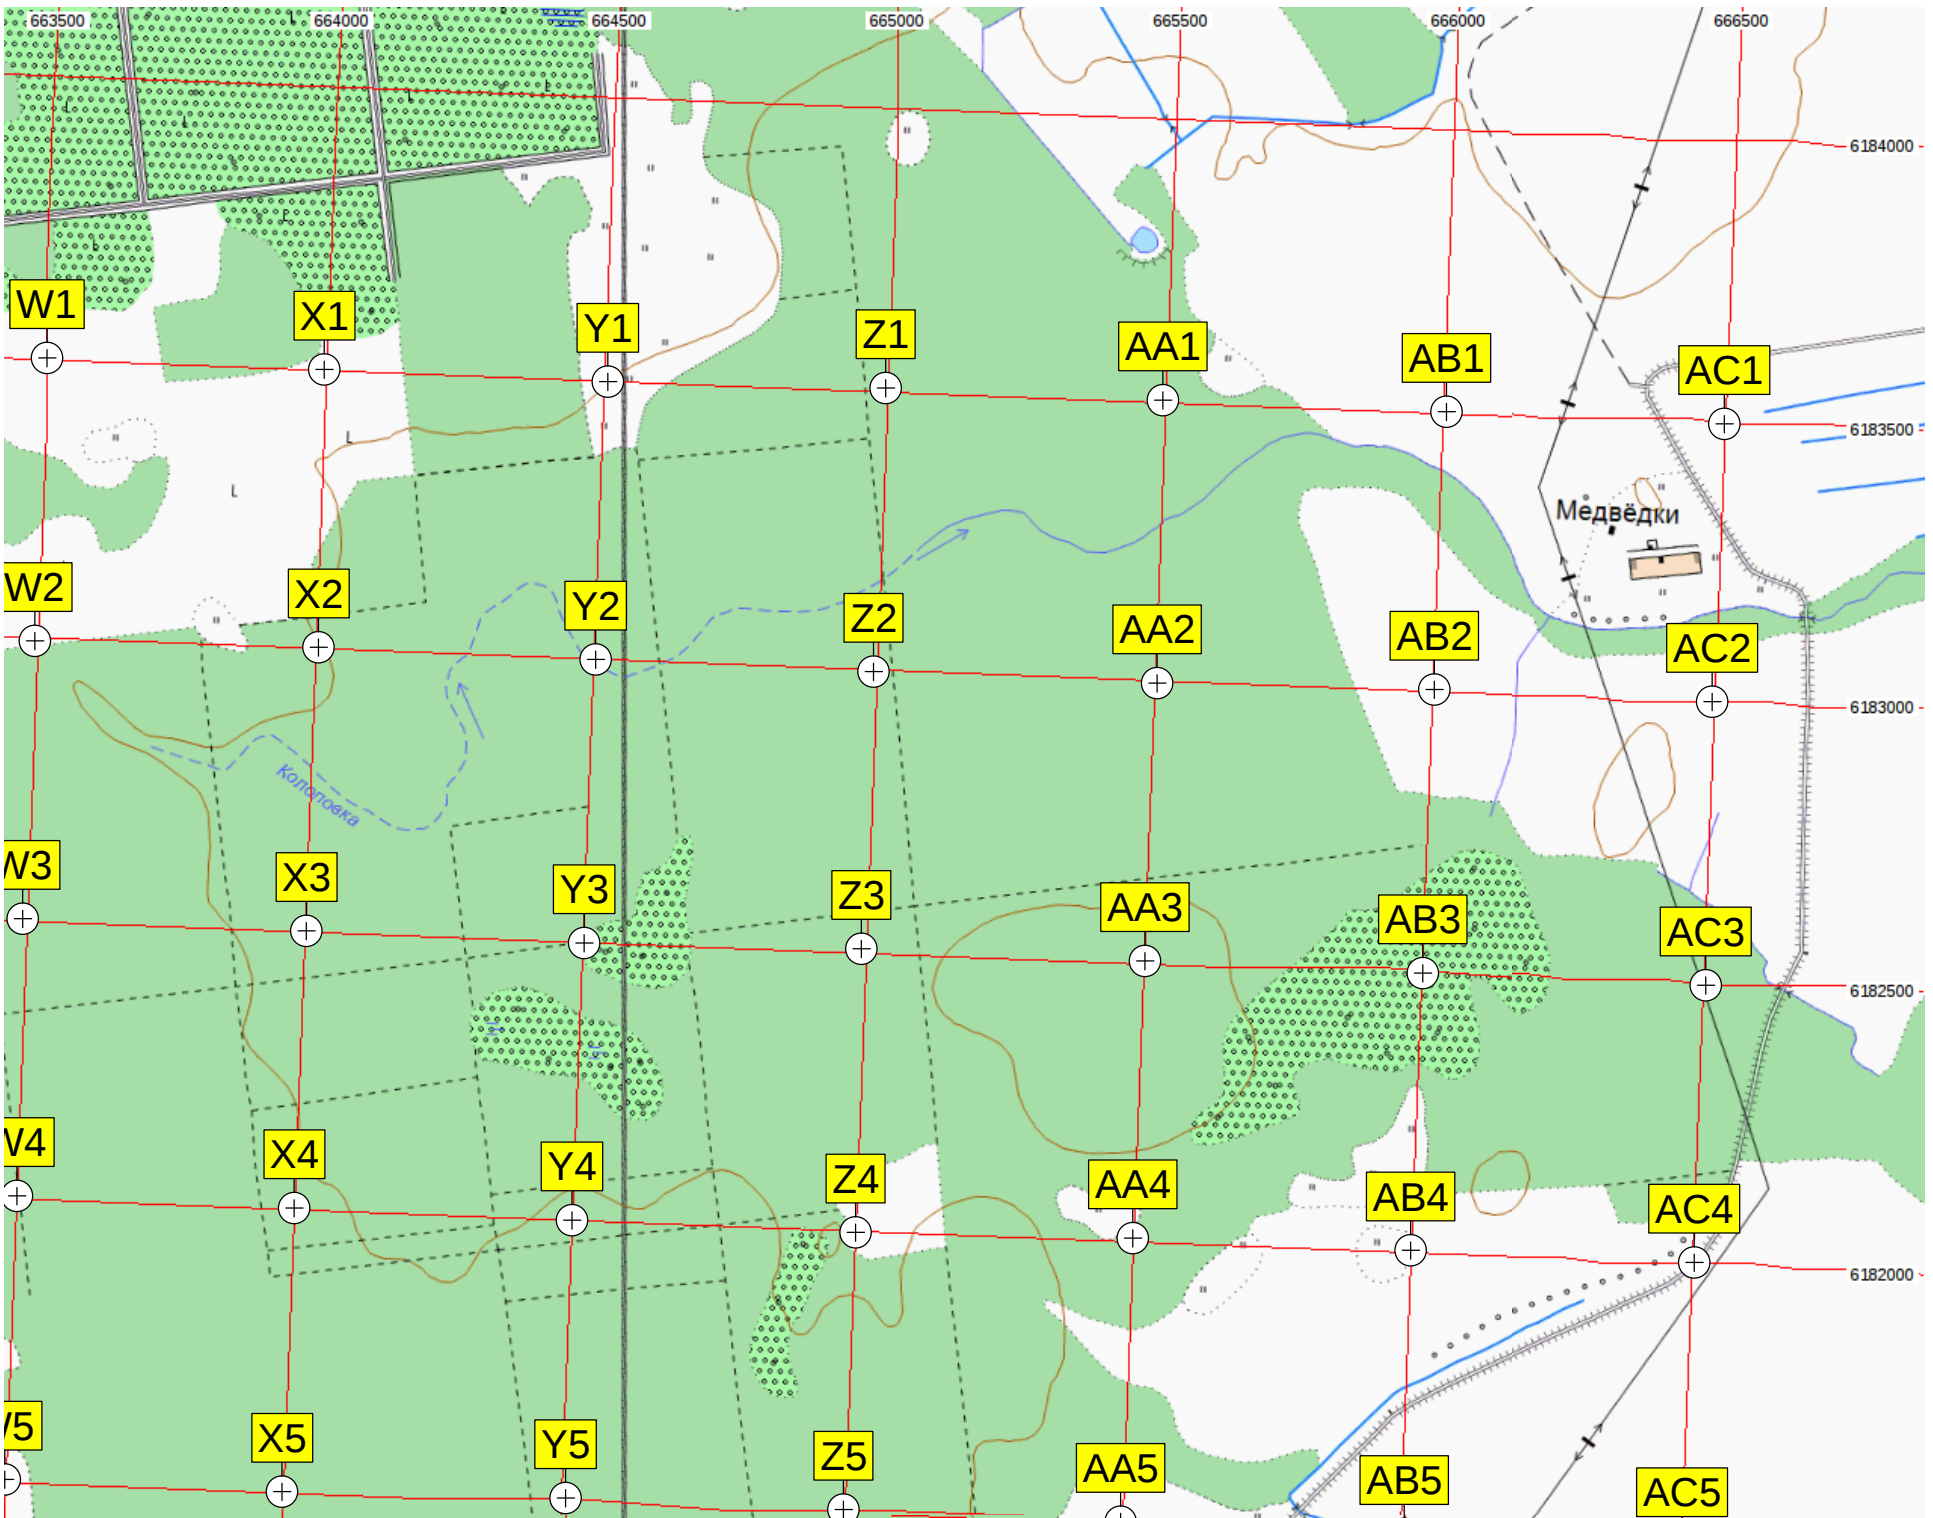 663500 664000 664500 665000 665500 666000 666500
6184000
W1 X1 Y1 Z1 AA1 AB1 AC1
6183500
Медвёдки
W2 X2 Y2 Z2 AA2 AB2 AC2
6183000
Колоповка
W3 X3 Y3 Z3 AA3 AB3 AC3
6182500
W4 X4 Y4 Z4 AA4 AB4 AC4
6182000
W5 X5 Y5 Z5 AA5 AB5 AC5